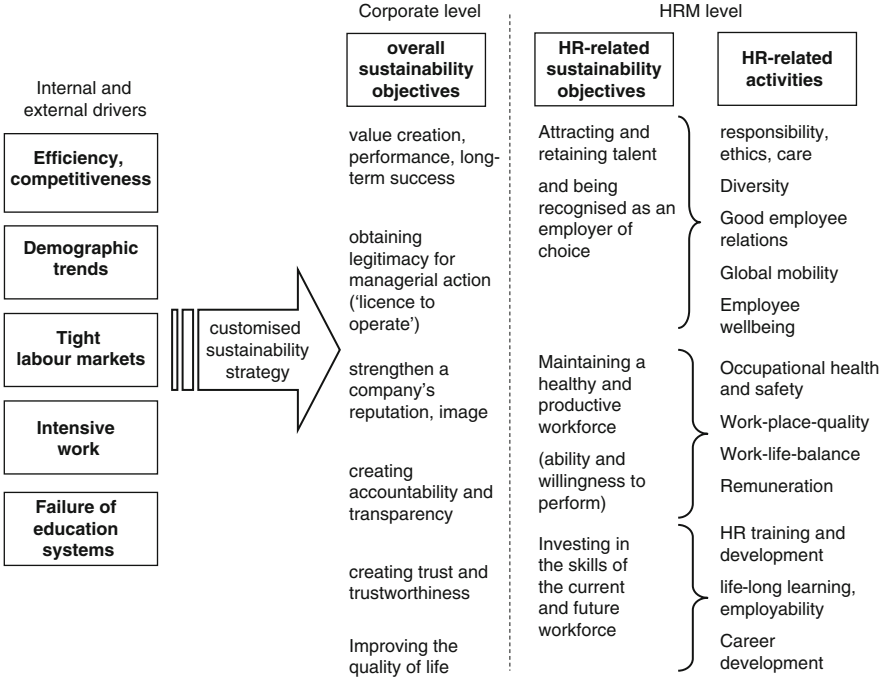 Corporate level
HRM level
Internal and
external drivers
Efficiency,
competitiveness
Demographic
trends
Tight
labour markets
Intensive
work
Failure of
education
systems
customised
sustainability
strategy
overall
sustainability
objectives
value creation,
performance, long-
term success
obtaining
legitimacy for
managerial action
(‘licence to
operate’)
strengthen a
company’s
reputation, image
creating
accountability and
transparency
creating trust and
trustworthiness
Improving the
quality of life
HR-related
sustainability
objectives
Attracting and
retaining talent
and being
recognised as an
employer of
choice
Maintaining a
healthy and
productive
workforce
(ability and
willingness to
perform)
Investing in
the skills of
the current
and future
workforce
HR-related
activities
responsibility,
ethics, care
Diversity
Good employee
relations
Global mobility
Employee
wellbeing
Occupational health
and safety
Work-place-quality
Work-life-balance
Remuneration
HR training and
development
life-long learning,
employability
Career
development